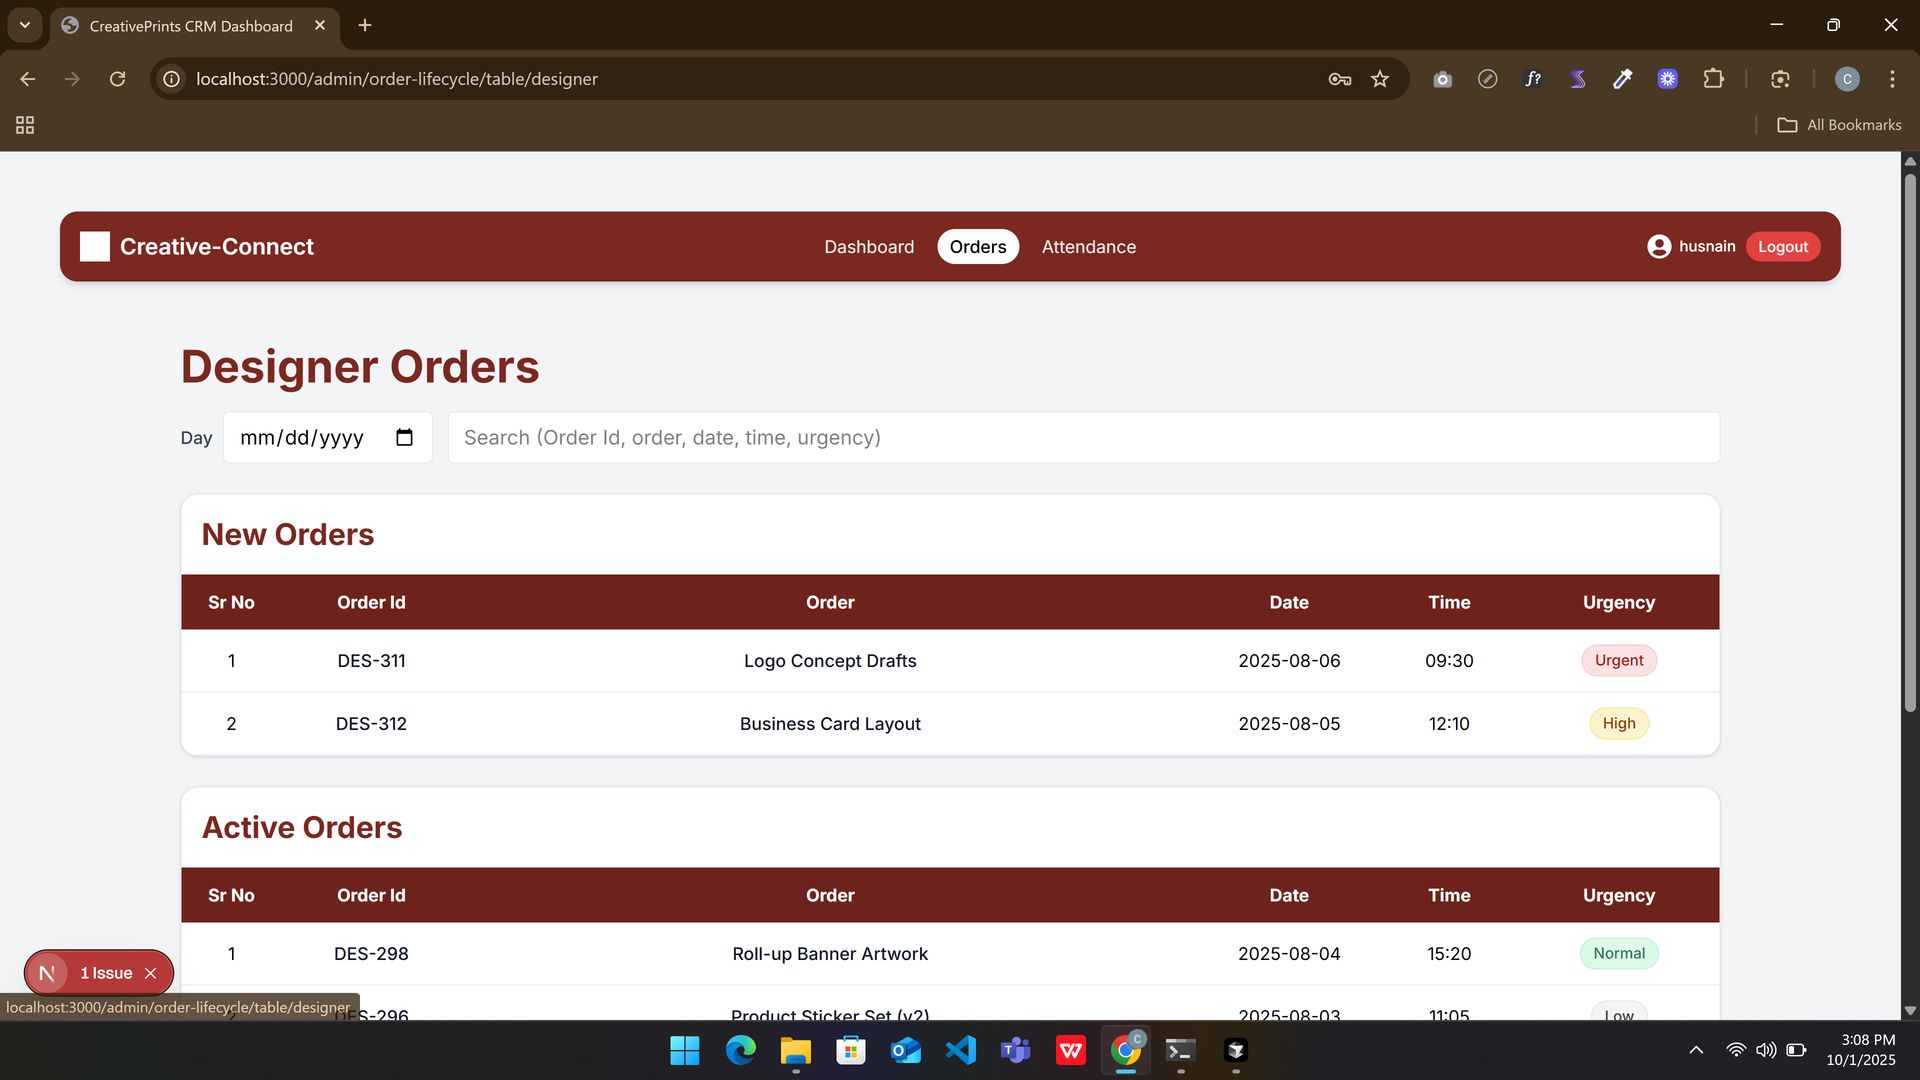 CreativePrints CRM Dashboard
localhost:3000/admin/order-lifecycle/table/designer
f?
C
All Bookmarks
Creative-Connect
Dashboard Orders Attendance
husnain Logout
Designer Orders
Day mm/dd/yyyy Search (Order Id, order, date, time, urgency)
New Orders
Sr No Order Id Order Date Time Urgency
1 DES-311 Logo Concept Drafts 2025-08-06 09:30 Urgent
2 DES-312 Business Card Layout 2025-08-05 12:10 High
Active Orders
Sr No Order Id Order Date Time Urgency
1 DES-298 Roll-up Banner Artwork 2025-08-04 15:20 Normal
2 DES-296 Product Sticker Set (v2) 2025-08-03 11:05 Low
N 1 Issue
localhost:3000/admin/order-lifecycle/table/designer
C
3:08 PM
10/1/2025